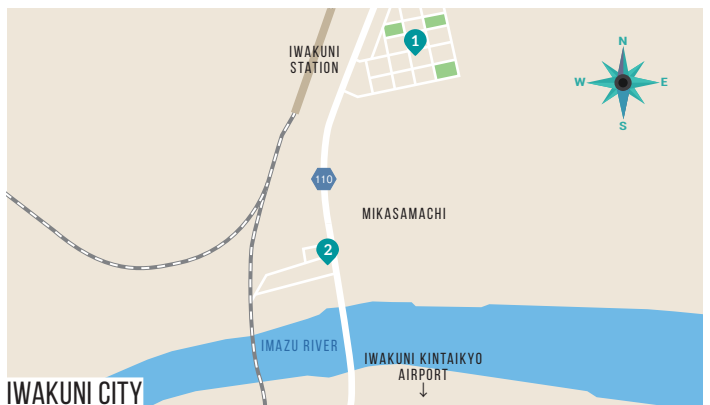 1
IWAKUNI
STATION
N
W
E
S
110
MIKASAMACHI
2
IMAZU RIVER
IWAKUNI KINTAIKYO
AIRPORT
↓
IWAKUNI CITY